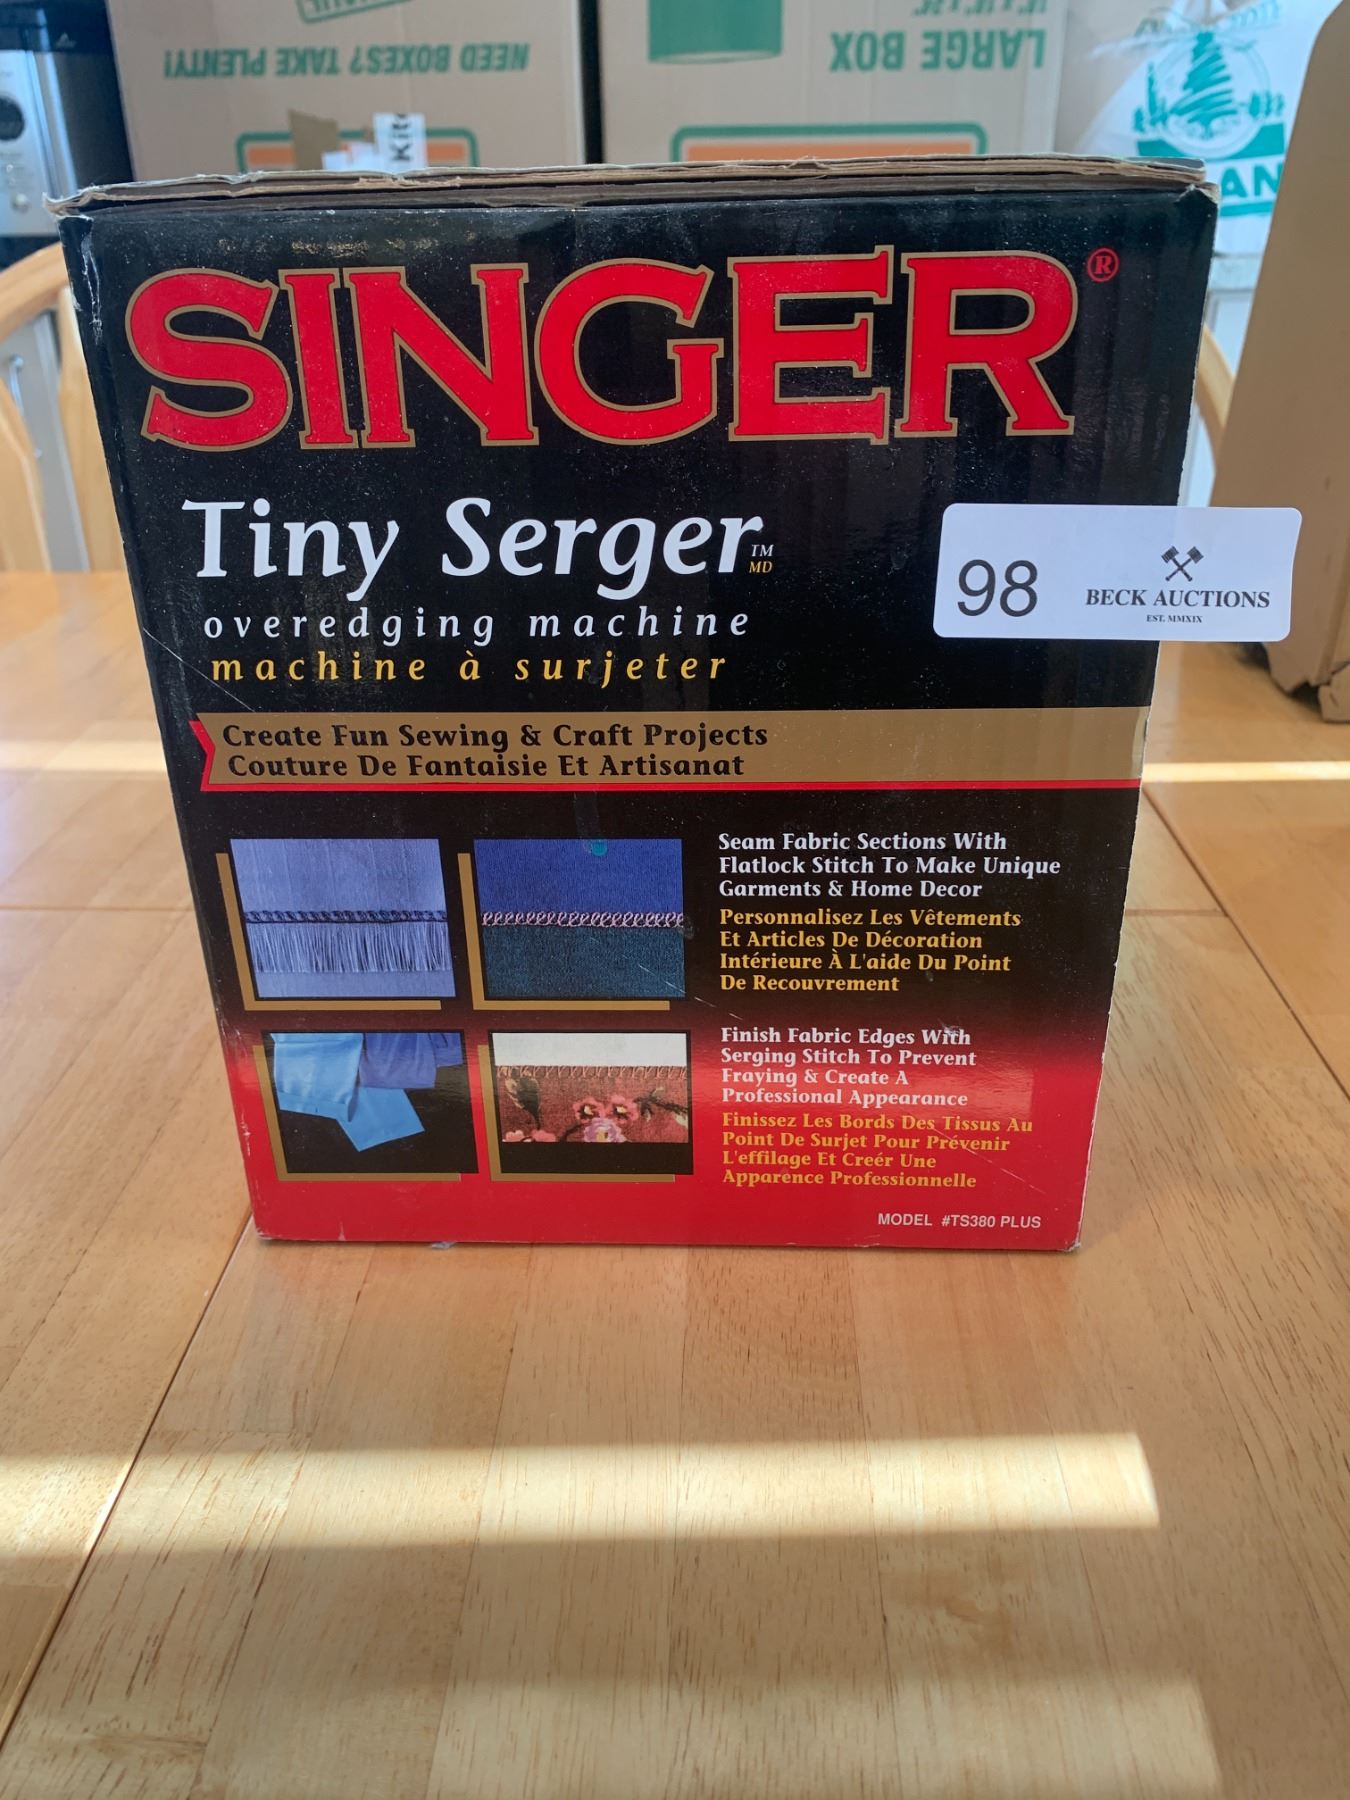 NEED BOXES? TAKE PLENTY!
LARGE BOX
Kitc
AN
SINGER®
Tiny Serger TM MD
overedging machine
machine à surjeter
98
BECK AUCTIONS
EST. MMXIX
Create Fun Sewing & Craft Projects
Couture De Fantaisie Et Artisanat
Seam Fabric Sections With
Flatlock Stitch To Make Unique
Garments & Home Decor
Personnalisez Les Vêtements
Et Articles De Décoration
Intérieure À L'aide Du Point
De Recouvrement
Finish Fabric Edges With
Serging Stitch To Prevent
Fraying & Create A
Professional Appearance
Finissez Les Bords Des Tissus Au
Point De Surjet Pour Prévenir
L'effilage Et Creér Une
Apparence Professionnelle
MODEL #TS380 PLUS